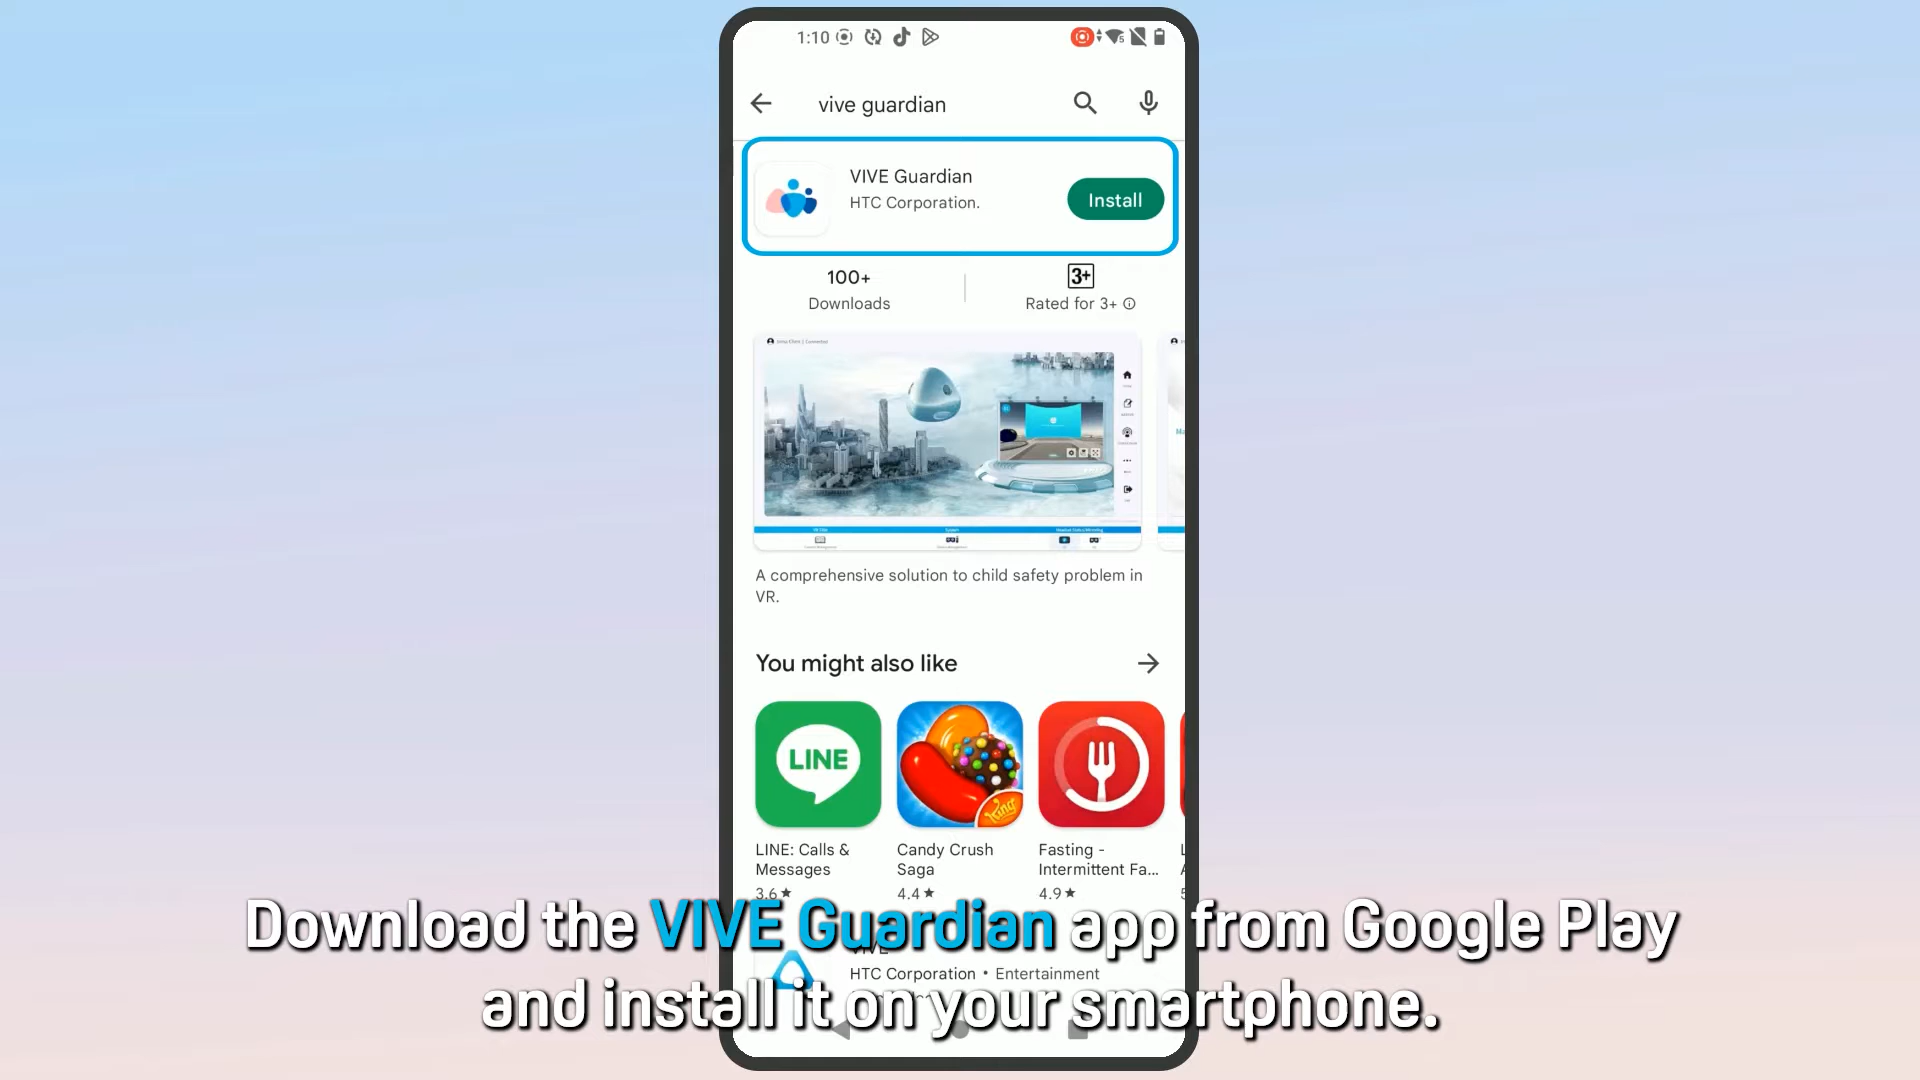 1:10
vive guardian
VIVE Guardian
HTC Corporation.
Install
100+
Downloads
3+
Rated for 3+
A comprehensive solution to child safety problem in
VR.
You might also like
LINE
King
LINE: Calls &
Messages
3.6★
Candy Crush
Saga
4.4★
Fasting -
Intermittent Fa...
4.9★
Download the VIVE Guardian app from Google Play
VIVE
HTC Corporation • Entertainment
and install it on your smartphone.